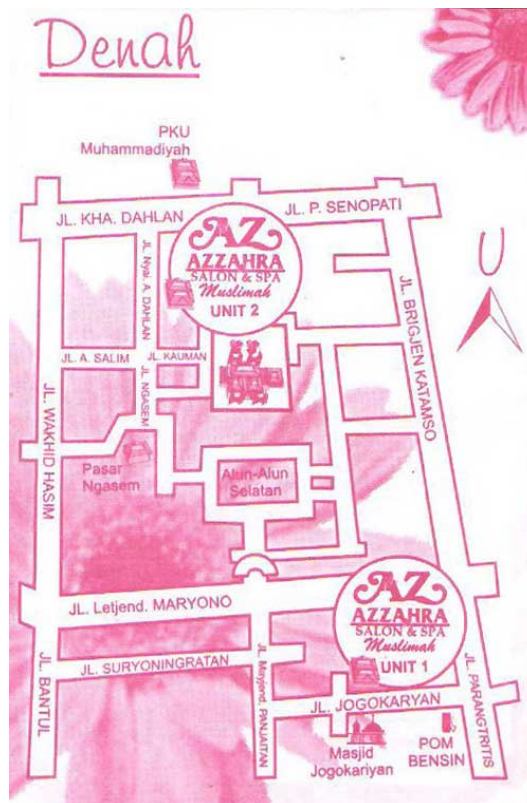 Denah
PKU
Muhammadiyah
JL. KHA. DAHLAN
JL. P. SENOPATI
AZ
AZZAHRA
SALON & SPA
Muslimah
UNIT 2
JL. Nyai. A. DAHLAN
U
JL. BRIGJEN KATAMSO
JL. A. SALIM
JL. KAUMAN
JL. NGASEM
JL. WAKHID HASIM
Pasar
Ngasem
Alun-Alun
Selatan
JL. Letjend. MARYONO
AZ
AZZAHRA
SALON & SPA
Muslimah
UNIT 1
JL. SURYONINGRATAN
JL. BANTUL
JL. Mayjend. PANJAITAN
JL. JOGOKARYAN
JL. PARANGTRITIS
Masjid
Jogokariyan
POM
BENSIN